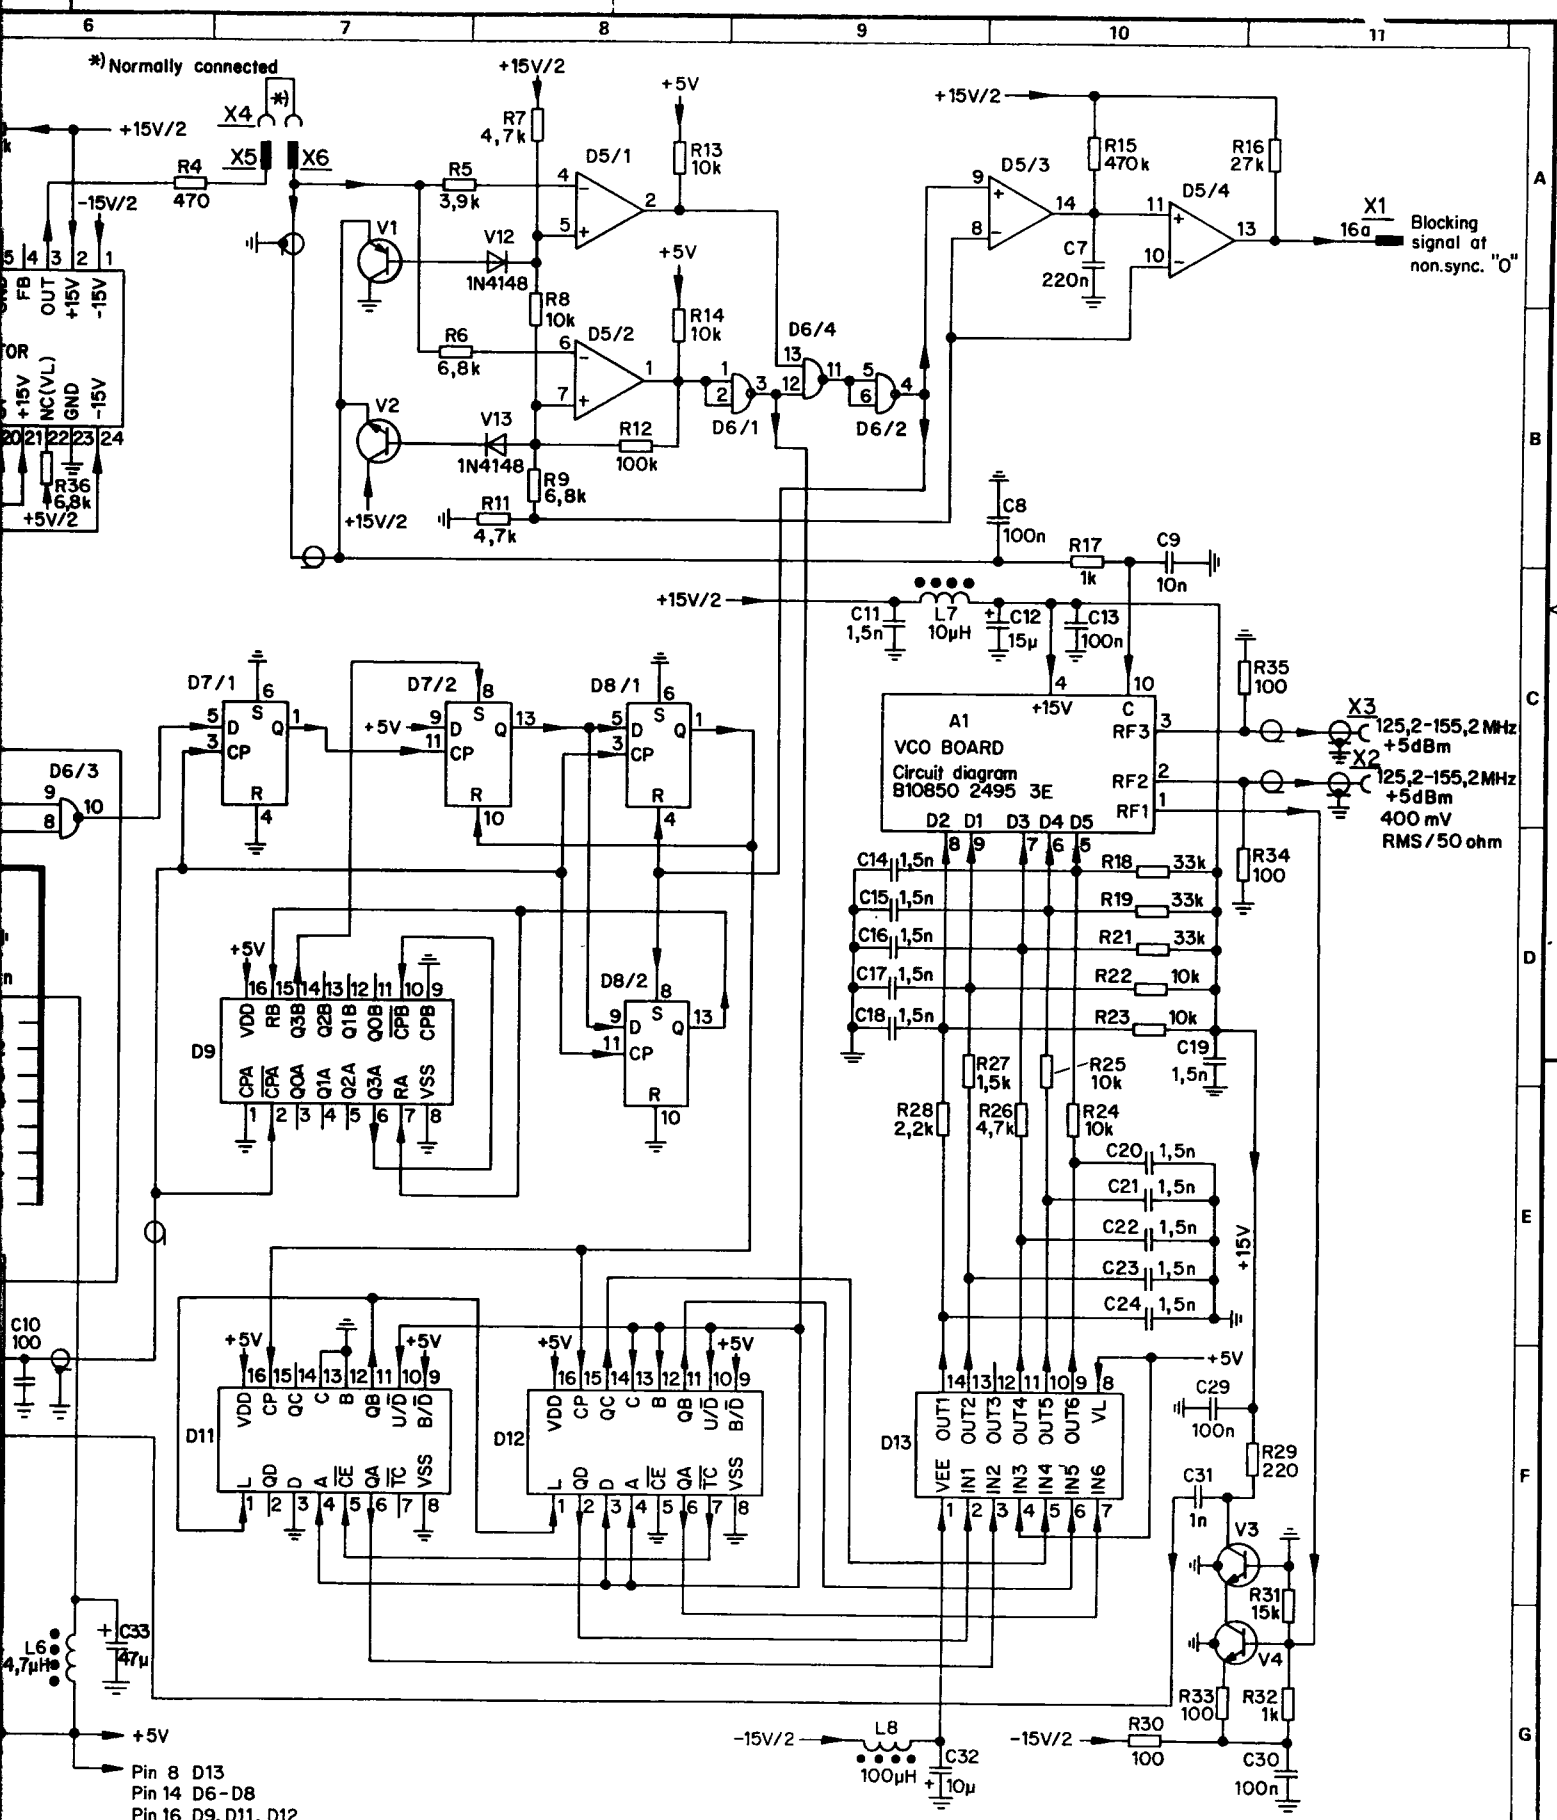 6 7 8 9 10 11
*) Normally connected
+15V/2
+5V
+15V/2
X4
*)
+15V/2
R7
4,7k
R13
10k
R15
470k
R16
27k
A
k
R4
470
X5
X6
R5
3,9k
D5/1
4
2
5
D5/3
9
14
8
D5/4
11
13
10
X1
16a
Blocking
signal at
non.sync. "0"
-15V/2
V1
V12
1N4148
+5V
C7
220n
5 4 3 2 1
FB
OUT
+15V
-15V
R8
10k
R14
10k
TOR
+15V
NC(VL)
GND
-15V
20 21 22 23 24
R6
6,8k
D5/2
6
1
7
D6/4
13
12
11
1
2
3
D6/1
5
6
4
D6/2
B
V2
V13
1N4148
R12
100k
R36
6,8k
+5V/2
+15V/2
R9
6,8k
R11
4,7k
C8
100n
R17
1k
C9
10n
+15V/2
C11
1,5n
L7
10µH
C12
15µ
C13
100n
R35
100
C
D7/1
6
S
5
D
Q
1
3
CP
R
4
D7/2
8
S
+5V
9
D
13
11
CP
R
10
D8/1
6
S
5
D
Q
1
3
CP
R
4
4
10
+15V
C
A1
VCO BOARD
Circuit diagram
B10850 2495 3E
RF3
3
RF2
2
RF1
1
D2 D1 D3 D4 D5
8 9 7 6 5
X3
125,2-155,2MHz
+5dBm
X2
125,2-155,2MHz
+5dBm
400 mV
RMS/50 ohm
D6/3
9
8
10
R34
100
C14 1,5n
R18 33k
C15 1,5n
R19 33k
C16 1,5n
R21 33k
C17 1,5n
R22 10k
C18 1,5n
R23 10k
C19
1,5n
D
n
+5V
16 15 14 13 12 11 10 9
VDD RB Q3B Q2B Q1B Q0B CPB CPB
D9
CPA CPA Q0A Q1A Q2A Q3A RA VSS
1 2 3 4 5 6 7 8
D8/2
8
S
9
D
Q
13
11
CP
R
10
R27
1,5k
R25
10k
R28
2,2k
R26
4,7k
R24
10k
C20 1,5n
C21 1,5n
C22 1,5n
C23 1,5n
C24 1,5n
+15V
E
C10
100
+5V
+5V
16 15 14 13 12 11 10 9
VDD CP QC C B QB U/D B/D
D11
L QD D A CE QA TC VSS
1 2 3 4 5 6 7 8
+5V
+5V
16 15 14 13 12 11 10 9
VDD CP QC C B QB U/D B/D
D12
L QD D A CE QA TC VSS
1 2 3 4 5 6 7 8
+5V
14 13 12 11 10 9 8
OUT1 OUT2 OUT3 OUT4 OUT5 OUT6 VL
D13
VEE IN1 IN2 IN3 IN4 IN5 IN6
1 2 3 4 5 6 7
C29
100n
R29
220
C31
1n
V3
F
R31
15k
V4
L6
4,7µH
C33
47µ
R33
100
R32
1k
+5V
-15V/2
L8
100µH
C32
10µ
-15V/2
R30
100
C30
100n
G
Pin 8 D13
Pin 14 D6-D8
Pin 16 D9, D11, D12